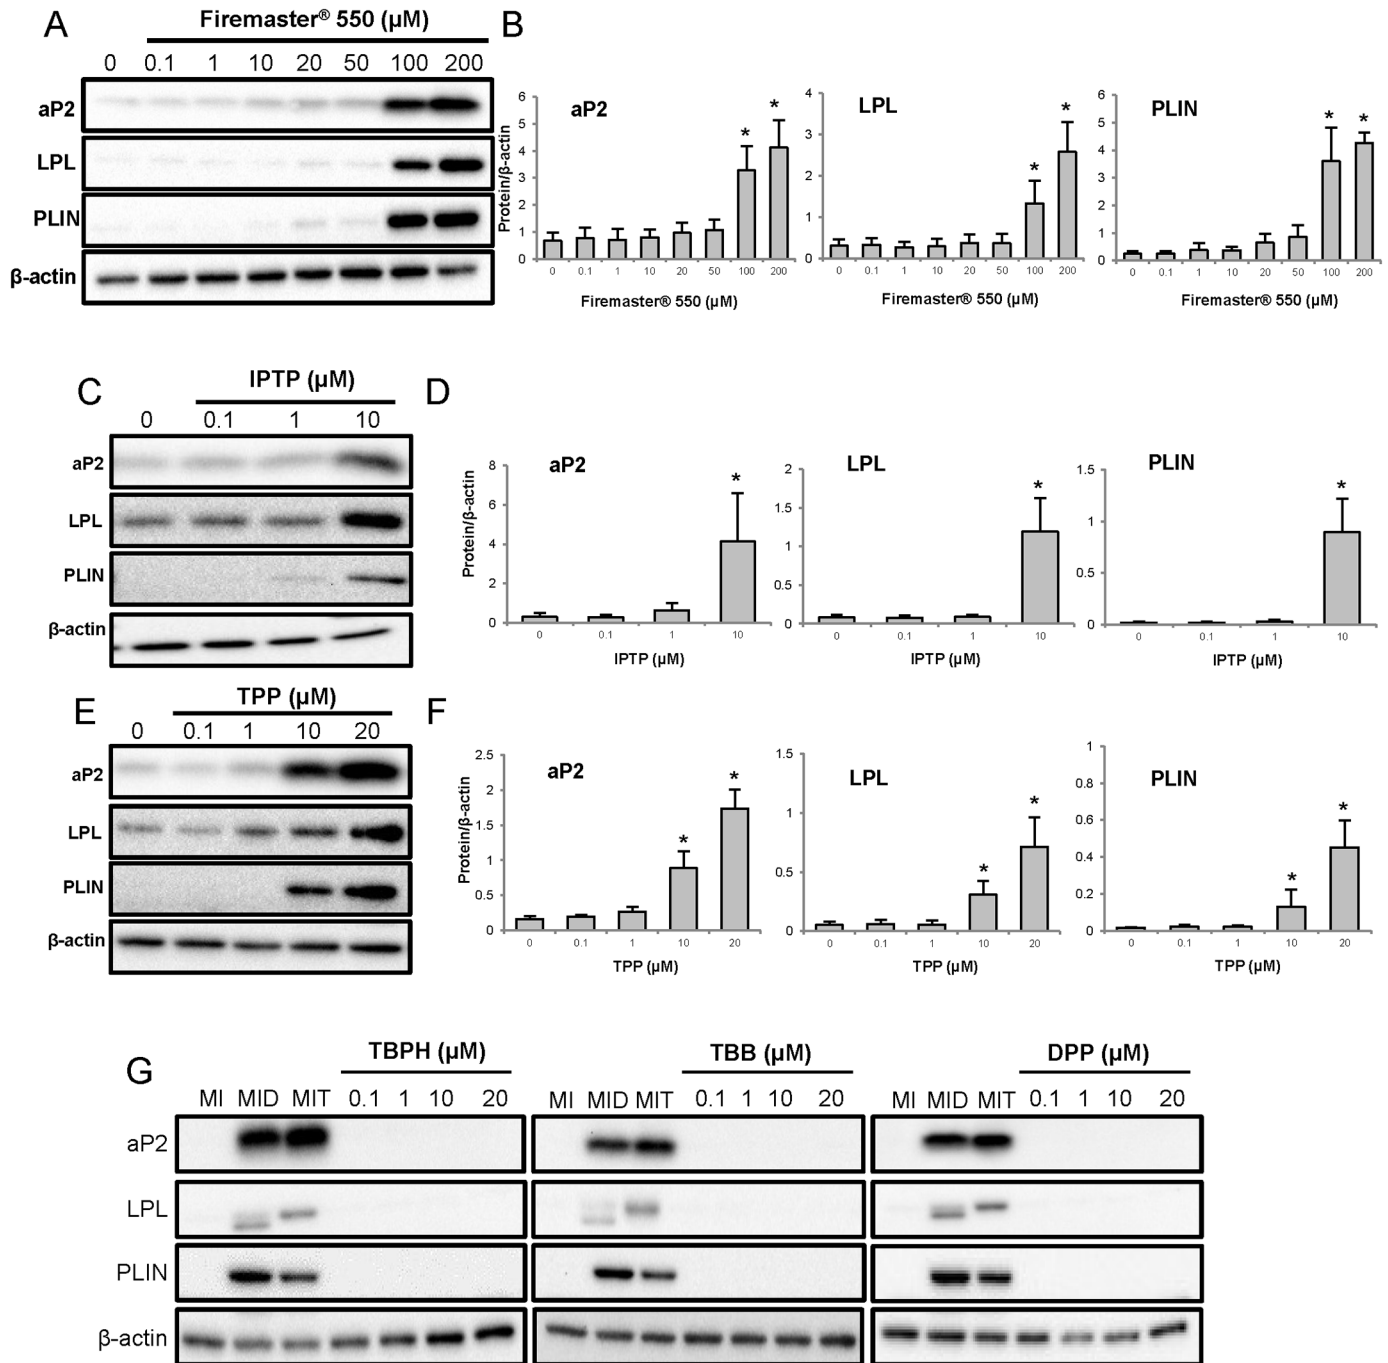 A
Firemaster® 550 (µM)
0 0.1 1 10 20 50 100 200
aP2
LPL
PLIN
β-actin
B
Protein/β-actin
aP2
6
5
4
3
2
1
0
* *
0 0.1 1 10 20 50 100 200
Firemaster® 550 (µM)
LPL
4
3
2
1
0
* *
0 0.1 1 10 20 50 100 200
Firemaster® 550 (µM)
PLIN
6
5
4
3
2
1
0
* *
0 0.1 1 10 20 50 100 200
Firemaster® 550 (µM)
C
IPTP (µM)
0 0.1 1 10
aP2
LPL
PLIN
β-actin
D
Protein/β-actin
aP2
8
6
4
2
0
*
0 0.1 1 10
IPTP (µM)
LPL
2
1.5
1
0.5
0
*
0 0.1 1 10
IPTP (µM)
PLIN
1.5
1
0.5
0
*
0 0.1 1 10
IPTP (µM)
E
TPP (µM)
0 0.1 1 10 20
aP2
LPL
PLIN
β-actin
F
Protein/β-actin
aP2
2.5
2
1.5
1
0.5
0
* *
0 0.1 1 10 20
TPP (µM)
LPL
1.5
1
0.5
0
* *
0 0.1 1 10 20
TPP (µM)
PLIN
1
0.8
0.6
0.4
0.2
0
* *
0 0.1 1 10 20
TPP (µM)
G
TBPH (µM) TBB (µM) DPP (µM)
MI MID MIT 0.1 1 10 20 MI MID MIT 0.1 1 10 20 MI MID MIT 0.1 1 10 20
aP2
LPL
PLIN
β-actin